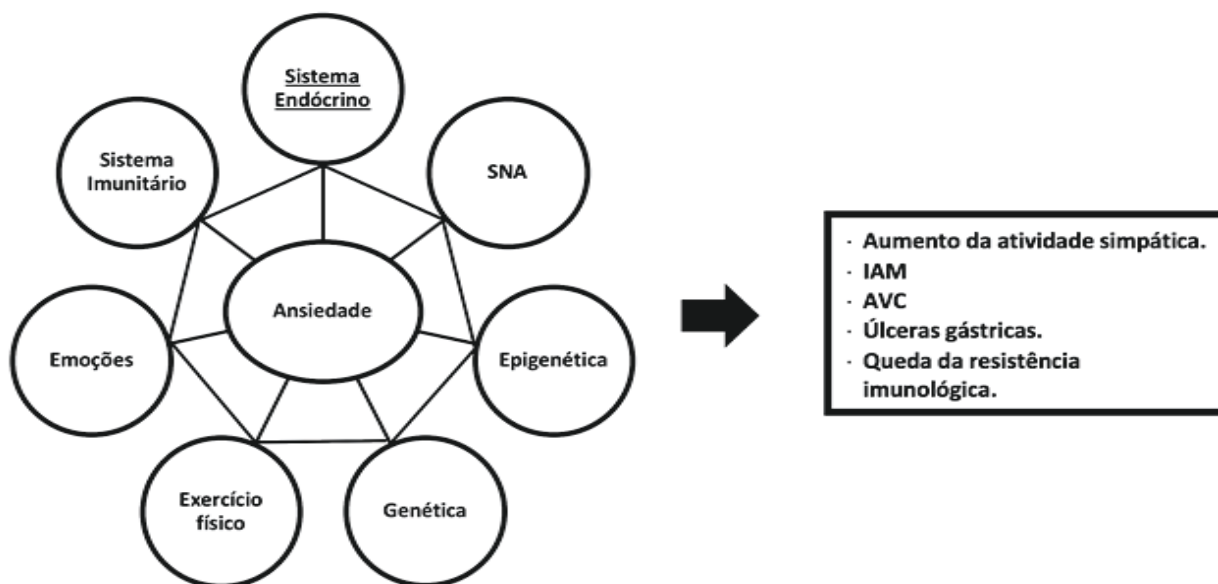 Sistema
Endócrino
Sistema
Imunitário
SNA
Ansiedade
Emoções
Epigenética
Exercício
físico
Genética
· Aumento da atividade simpática.
· IAM
· AVC
· Úlceras gástricas.
· Queda da resistência
imunológica.